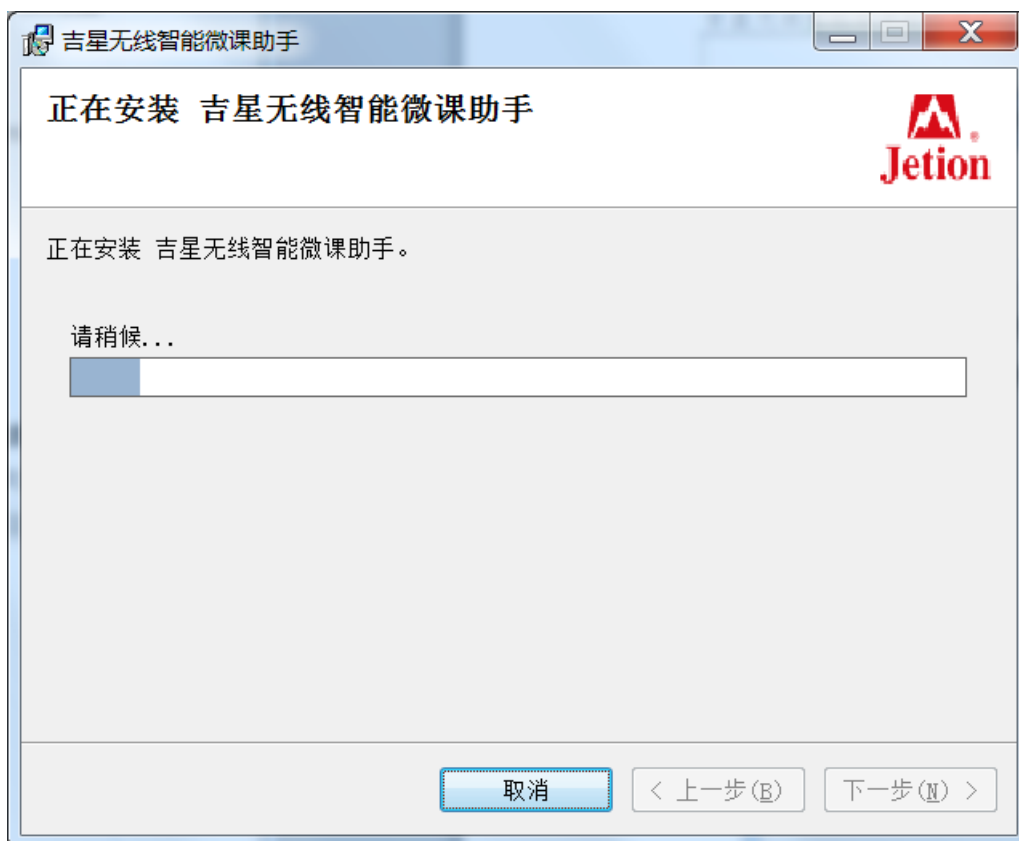 吉星无线智能微课助手
正在安装 吉星无线智能微课助手
Jetion
正在安装 吉星无线智能微课助手。
请稍候...
取消
< 上一步(B)
下一步(N) >